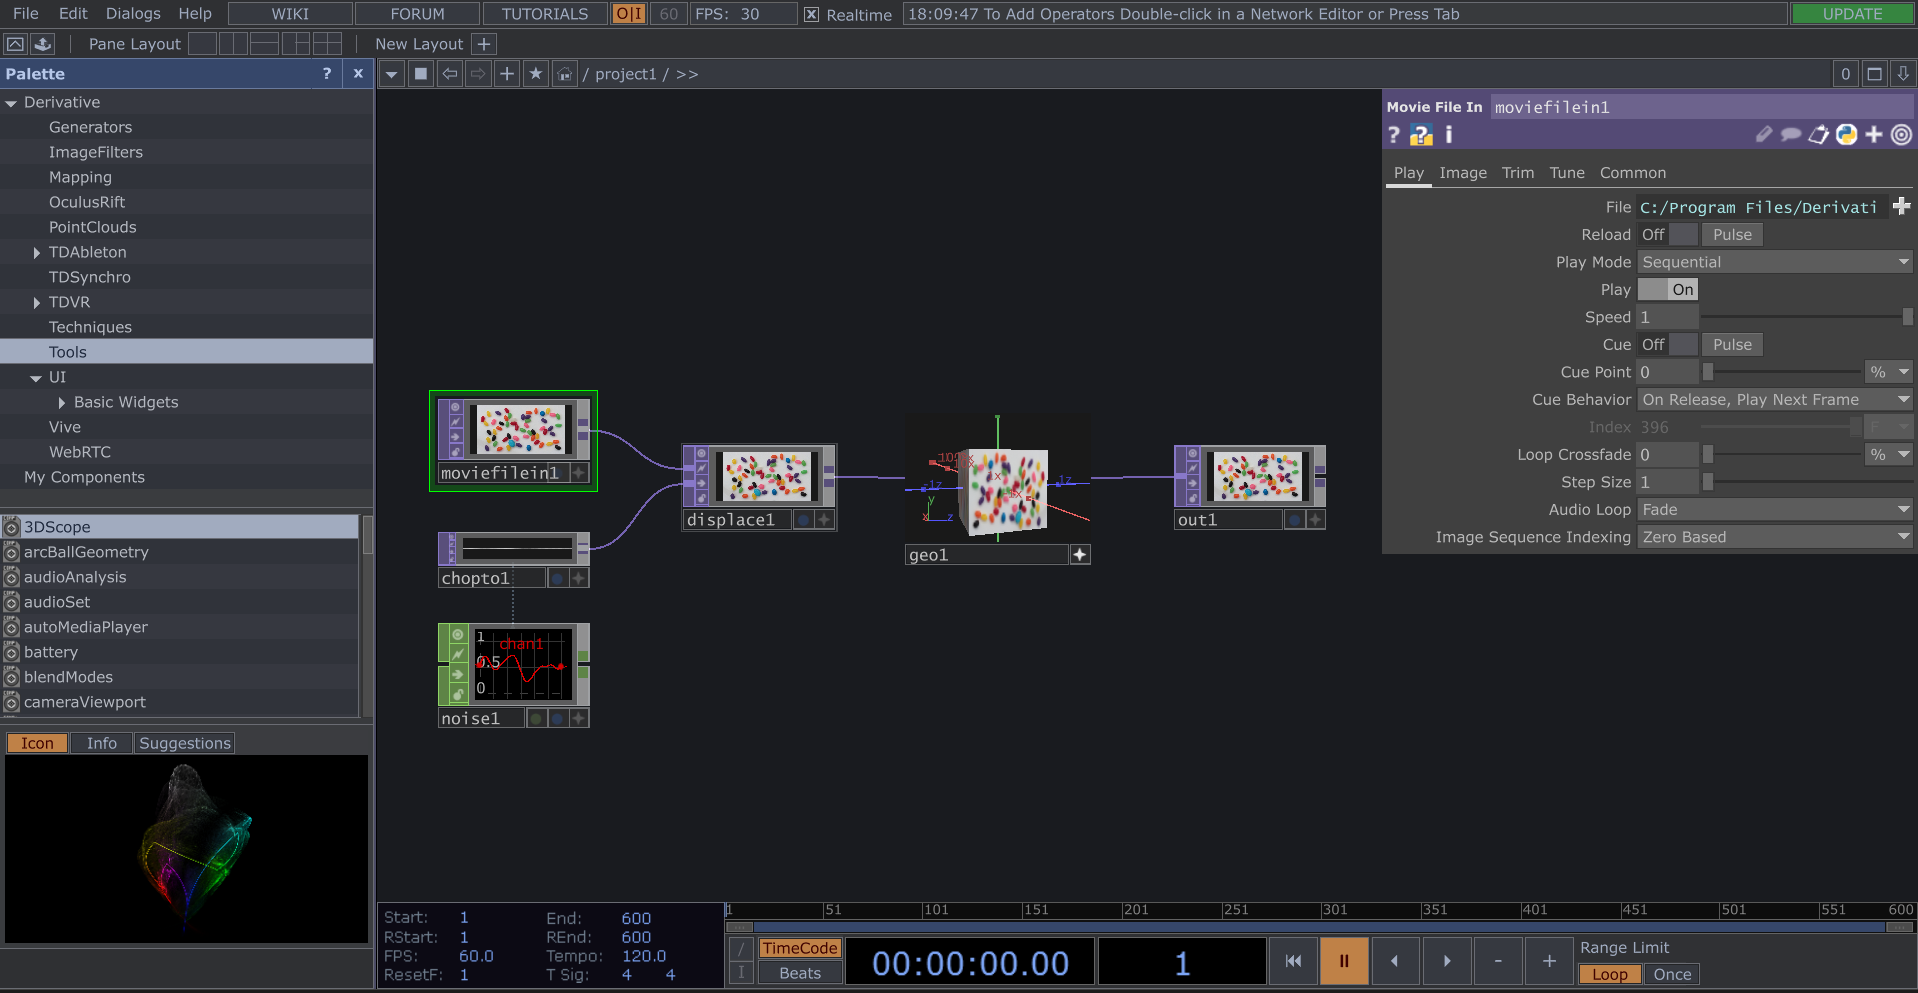 File Edit Dialogs Help WIKI FORUM TUTORIALS O|I 60 FPS: 30 X Realtime 18:09:47 To Add Operators Double-click in a Network Editor or Press Tab UPDATE
Pane Layout New Layout +
Palette ? x
/ project1 / >> 0
Derivative
Generators
ImageFilters
Mapping
OculusRift
PointClouds
TDAbleton
TDSynchro
TDVR
Techniques
Tools
UI
Basic Widgets
Vive
WebRTC
My Components
3DScope
arcBallGeometry
audioAnalysis
audioSet
autoMediaPlayer
battery
blendModes
cameraViewport
Icon Info Suggestions
moviefilein1
chopto1
1
chan1
0.5
0
noise1
displace1
-1z
1z
y
x
z
1x
geo1
out1
Movie File In moviefilein1
? ? i
Play Image Trim Tune Common
File C:/Program Files/Derivati
Reload Off Pulse
Play Mode Sequential
Play On
Speed 1
Cue Off Pulse
Cue Point 0 %
Cue Behavior On Release, Play Next Frame
Index 396 F
Loop Crossfade 0 %
Step Size 1
Audio Loop Fade
Image Sequence Indexing Zero Based
Start: 1 End: 600
RStart: 1 REnd: 600
FPS: 60.0 Tempo: 120.0
ResetF: 1 T Sig: 4 4
1 51 101 151 201 251 301 351 401 451 501 551 600
/ TimeCode
I Beats
00:00:00.00 1
- +
Range Limit
Loop Once